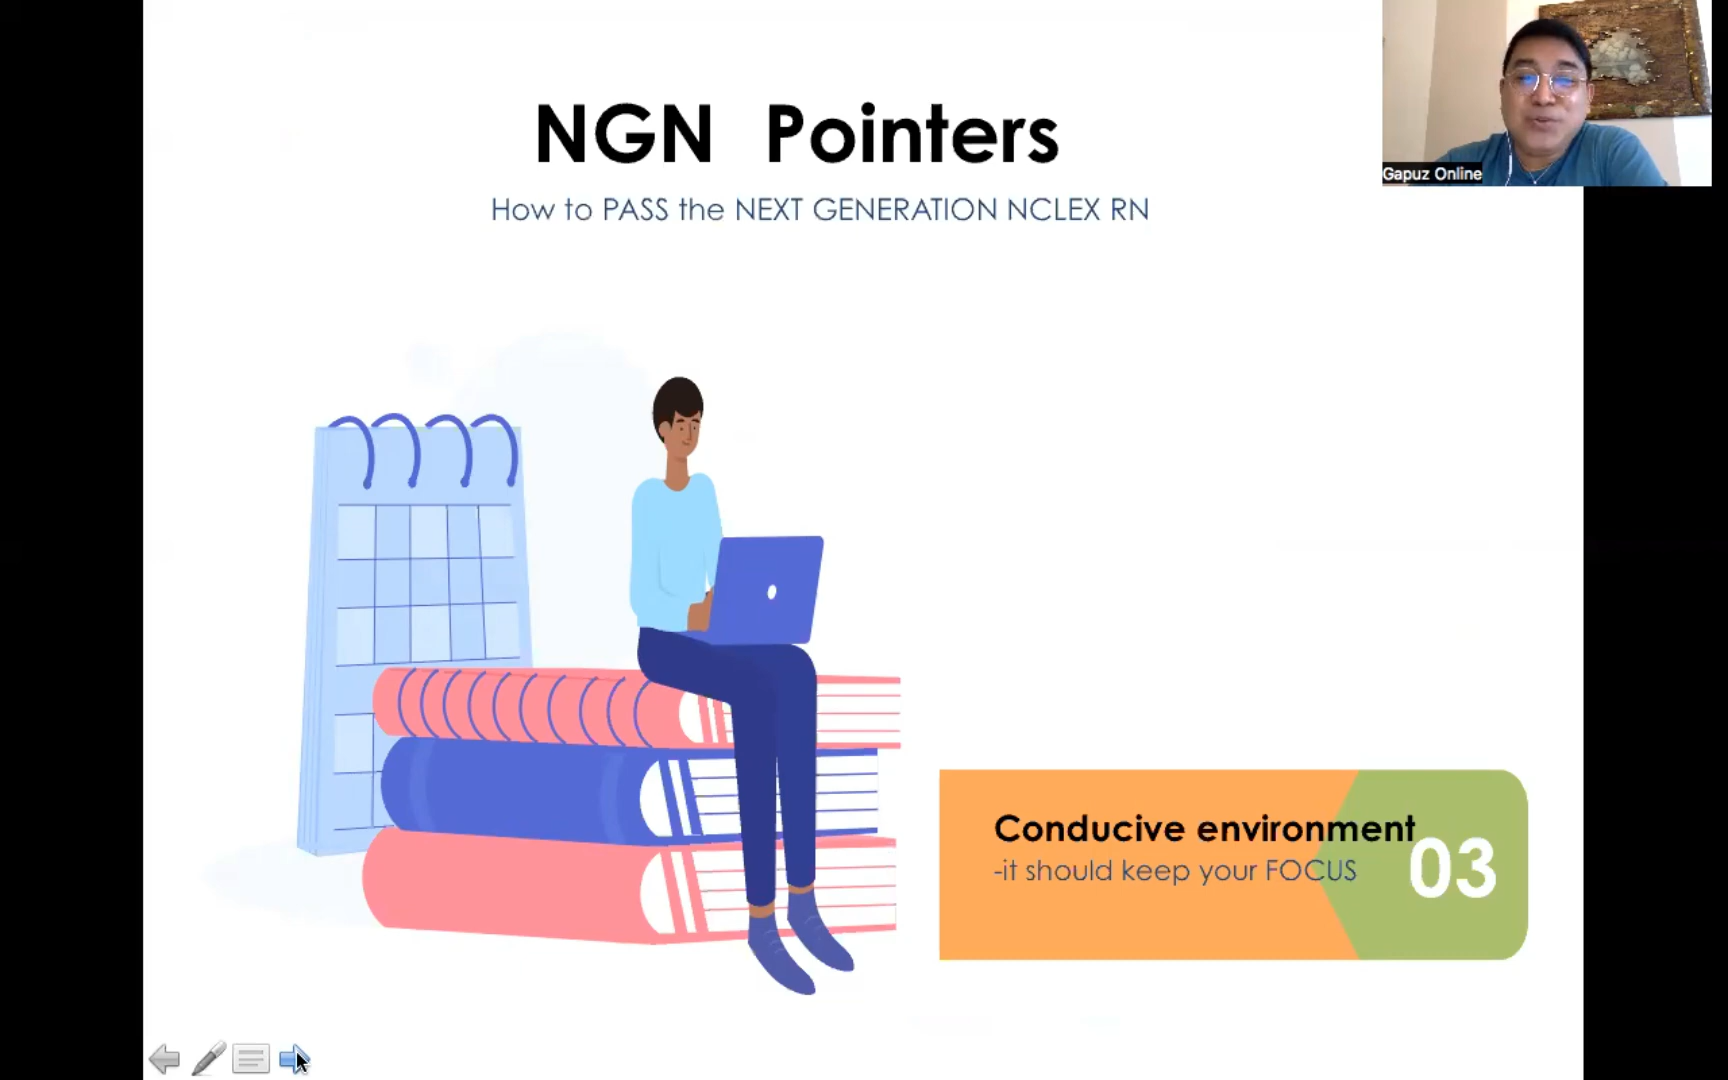 NGN Pointers
How to PASS the NEXT GENERATION NCLEX RN
Gapuz Online
Conducive environment
-it should keep your FOCUS
03